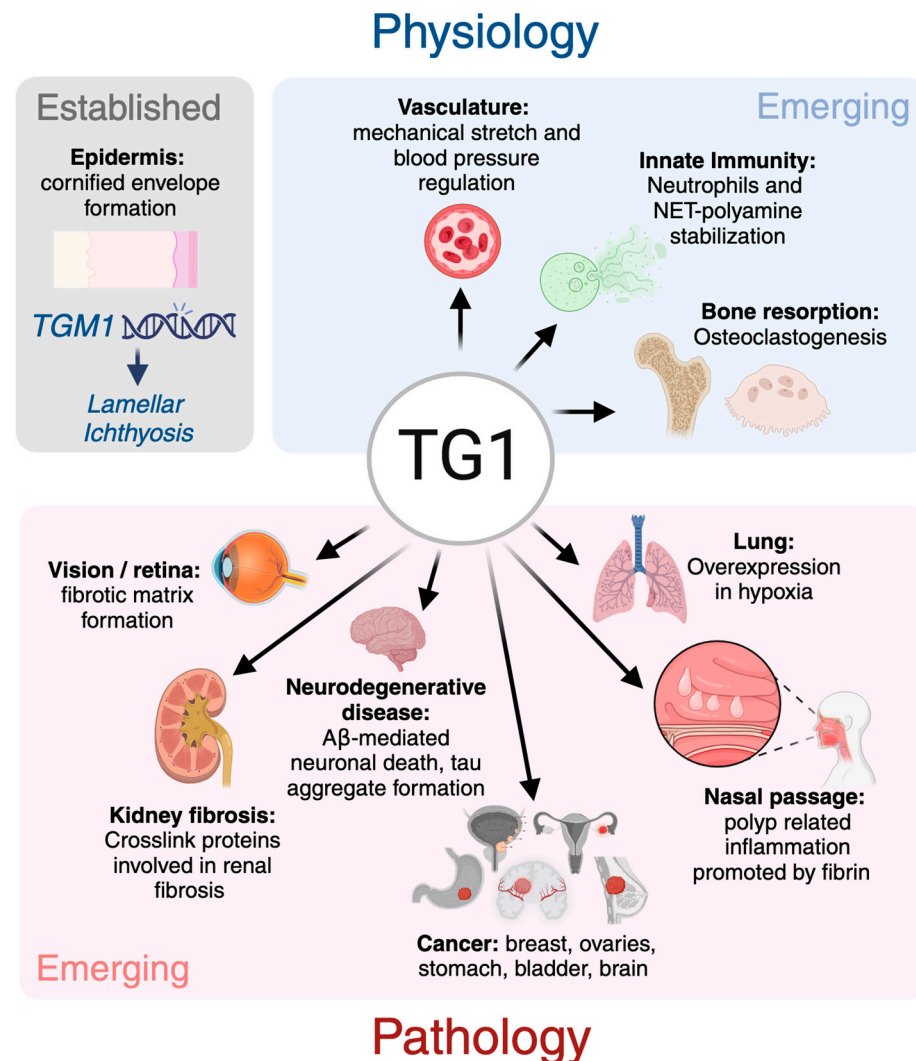 Physiology
Established
Epidermis:
cornified envelope
formation
TGM1
Lamellar
Ichthyosis
Emerging
Vasculature:
mechanical stretch and
blood pressure
regulation
Innate Immunity:
Neutrophils and
NET-polyamine
stabilization
Bone resorption:
Osteoclastogenesis
TG1
Vision / retina:
fibrotic matrix
formation
Lung:
Overexpression
in hypoxia
Neurodegenerative
disease:
Aβ-mediated
neuronal death, tau
aggregate formation
Kidney fibrosis:
Crosslink proteins
involved in renal
fibrosis
Nasal passage:
polyp related
inflammation
promoted by fibrin
Cancer: breast, ovaries,
stomach, bladder, brain
Emerging
Pathology